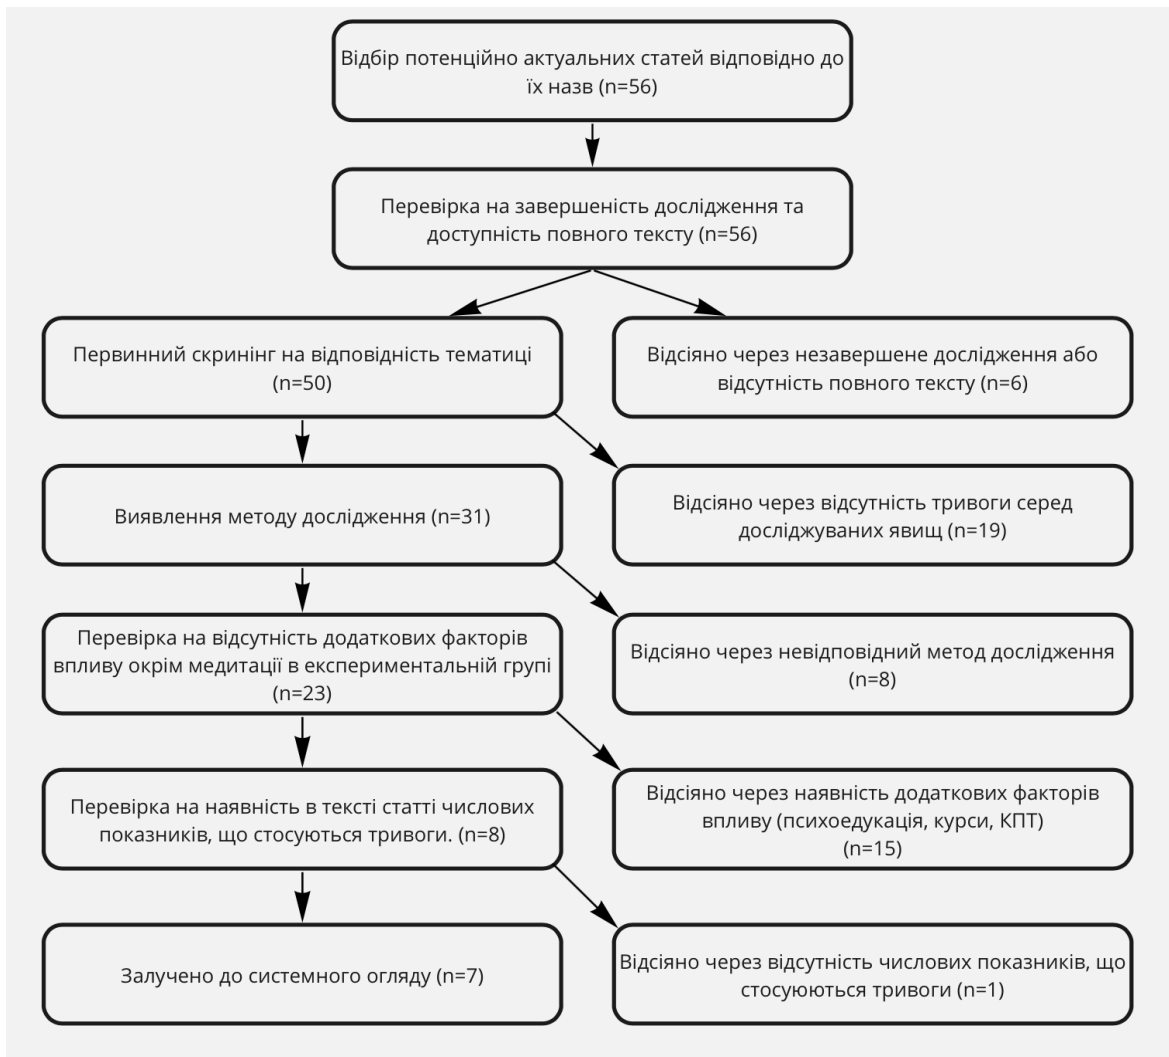 Відбір потенційно актуальних статей відповідно до
їх назв (n=56)
Перевірка на завершеність дослідження та
доступність повного тексту (n=56)
Первинний скринінг на відповідність тематиці
(n=50)
Відсіяно через незавершене дослідження або
відсутність повного тексту (n=6)
Виявлення методу дослідження (n=31)
Відсіяно через відсутність тривоги серед
досліджуваних явищ (n=19)
Перевірка на відсутність додаткових факторів
впливу окрім медитації в експериментальній групі
(n=23)
Відсіяно через невідповідний метод дослідження
(n=8)
Перевірка на наявність в тексті статті числових
показників, що стосуються тривоги. (n=8)
Відсіяно через наявність додаткових факторів
впливу (психоедукація, курси, КПТ)
(n=15)
Залучено до системного огляду (n=7)
Відсіяно через відсутність числових показників, що
стосуюються тривоги (n=1)